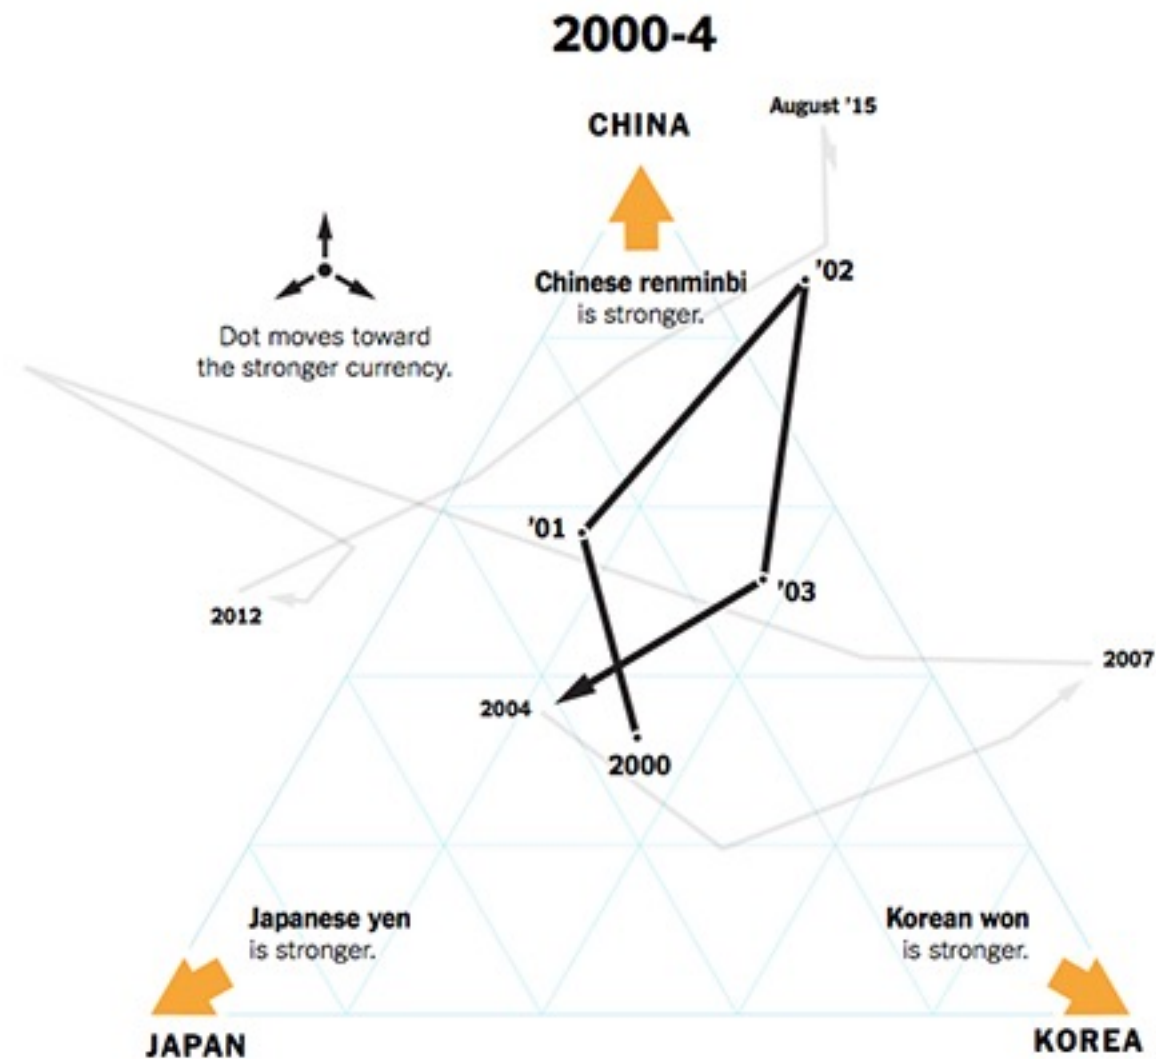 2000-4
August ’15
CHINA
’02
Chinese renminbi
is stronger.
Dot moves toward
the stronger currency.
’01
’03
2012
2007
2004
2000
Japanese yen
is stronger.
Korean won
is stronger.
JAPAN
KOREA